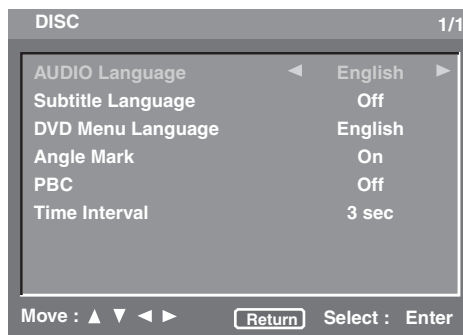 DISC 1/1
AUDIO Language ◀ English ▶
Subtitle Language Off
DVD Menu Language English
Angle Mark On
PBC Off
Time Interval 3 sec
Move : ▲ ▼ ◀ ▶ Return Select : Enter